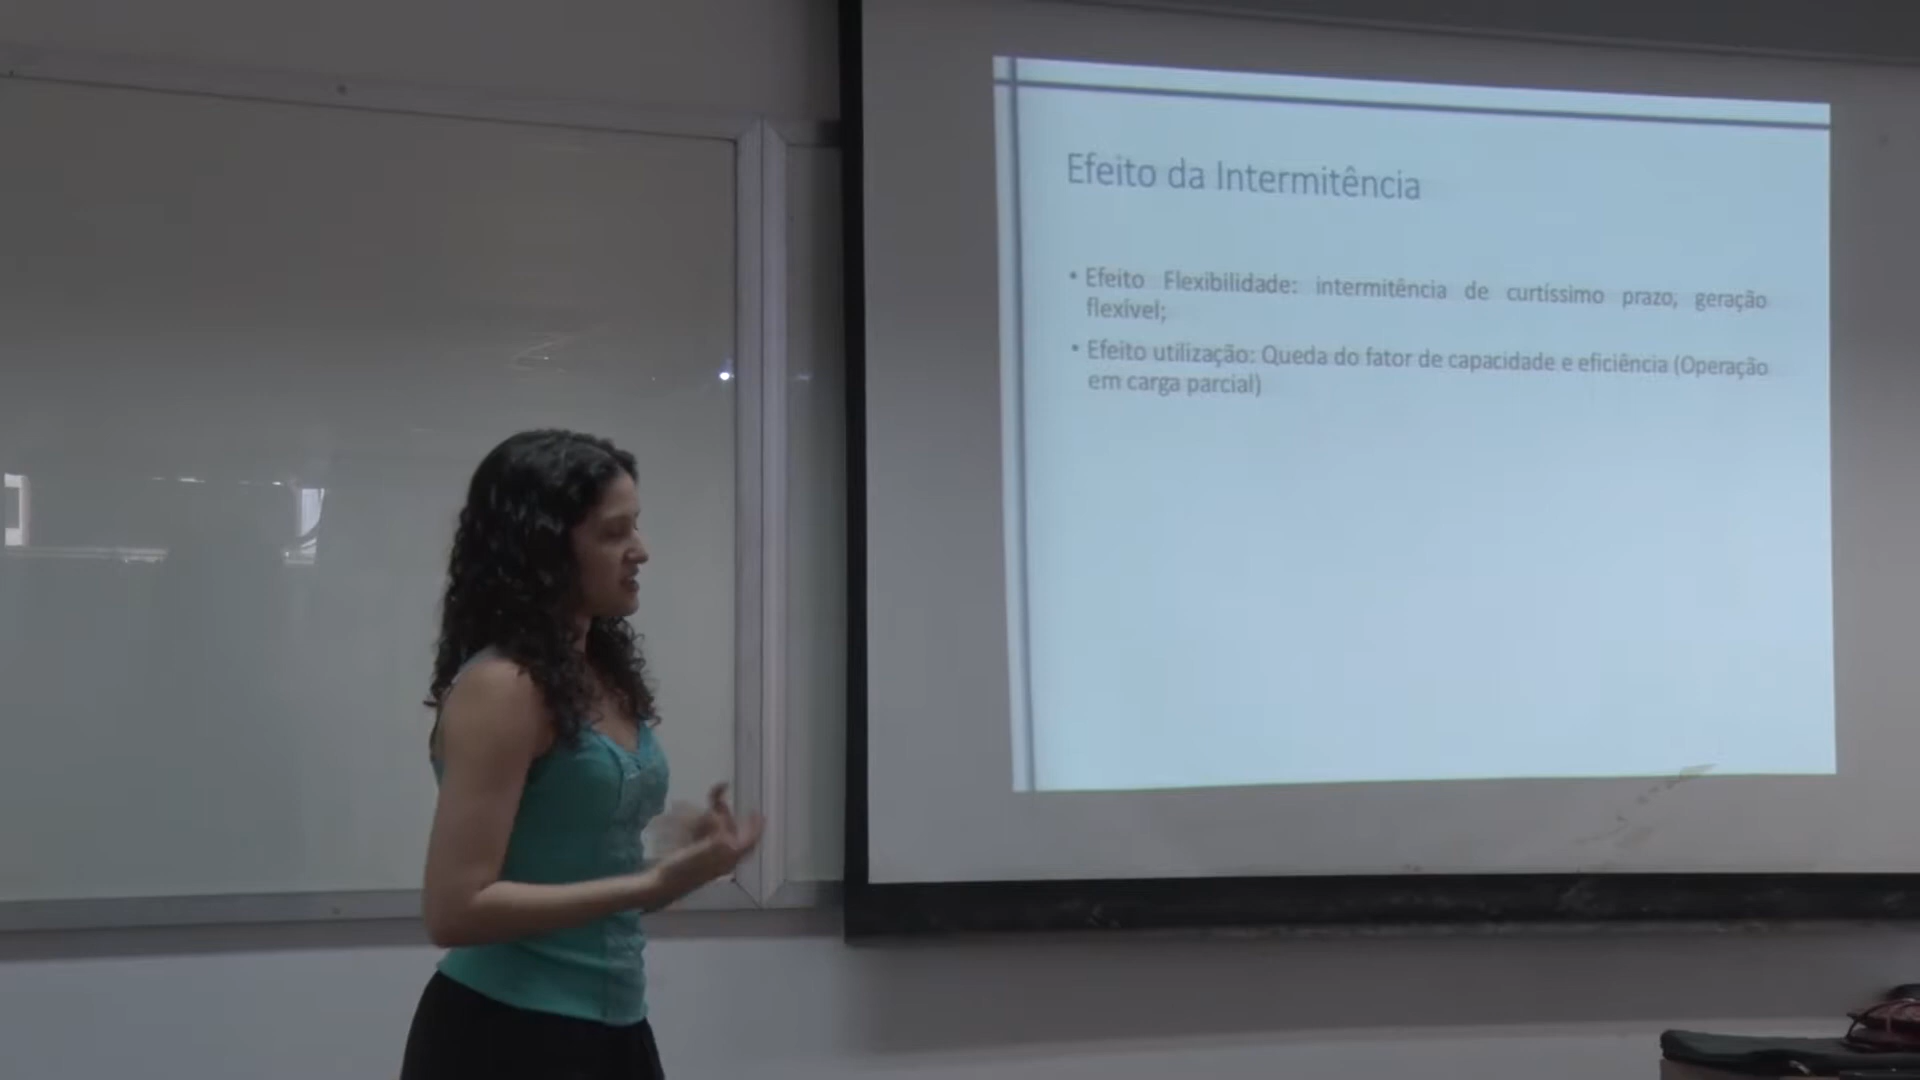 Efeito da Intermitência
• Efeito Flexibilidade: intermitência de curtíssimo prazo, geração
flexível;
• Efeito utilização: Queda do fator de capacidade e eficiência (Operação
em carga parcial)